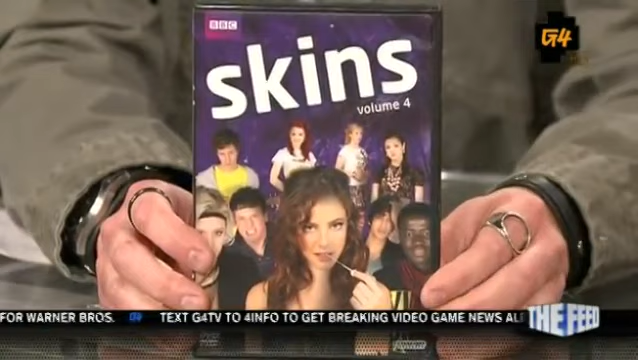 BBC
G4
skins
volume 4
FOR WARNER BROS. G4 TEXT G4TV TO 4INFO TO GET BREAKING VIDEO GAME NEWS AL
THE FEED